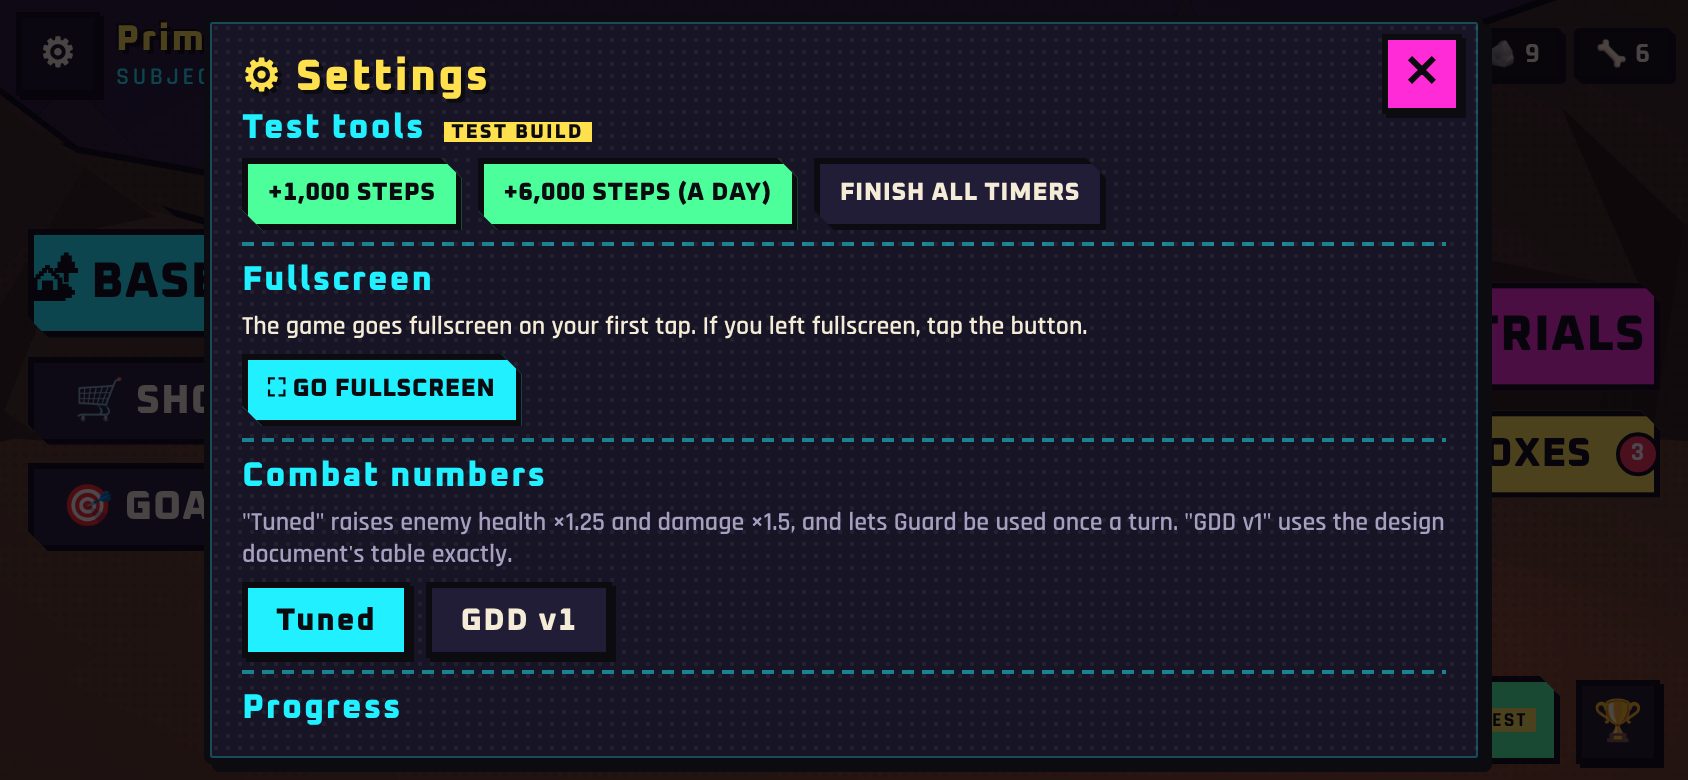 Prim
SUBJEC
9
6
Settings
Test tools TEST BUILD
+1,000 STEPS
+6,000 STEPS (A DAY)
FINISH ALL TIMERS
BASE
SHO
GOA
TRIALS
OXES 3
Fullscreen
The game goes fullscreen on your first tap. If you left fullscreen, tap the button.
GO FULLSCREEN
Combat numbers
"Tuned" raises enemy health ×1.25 and damage ×1.5, and lets Guard be used once a turn. "GDD v1" uses the design
document's table exactly.
Tuned
GDD v1
Progress
EST